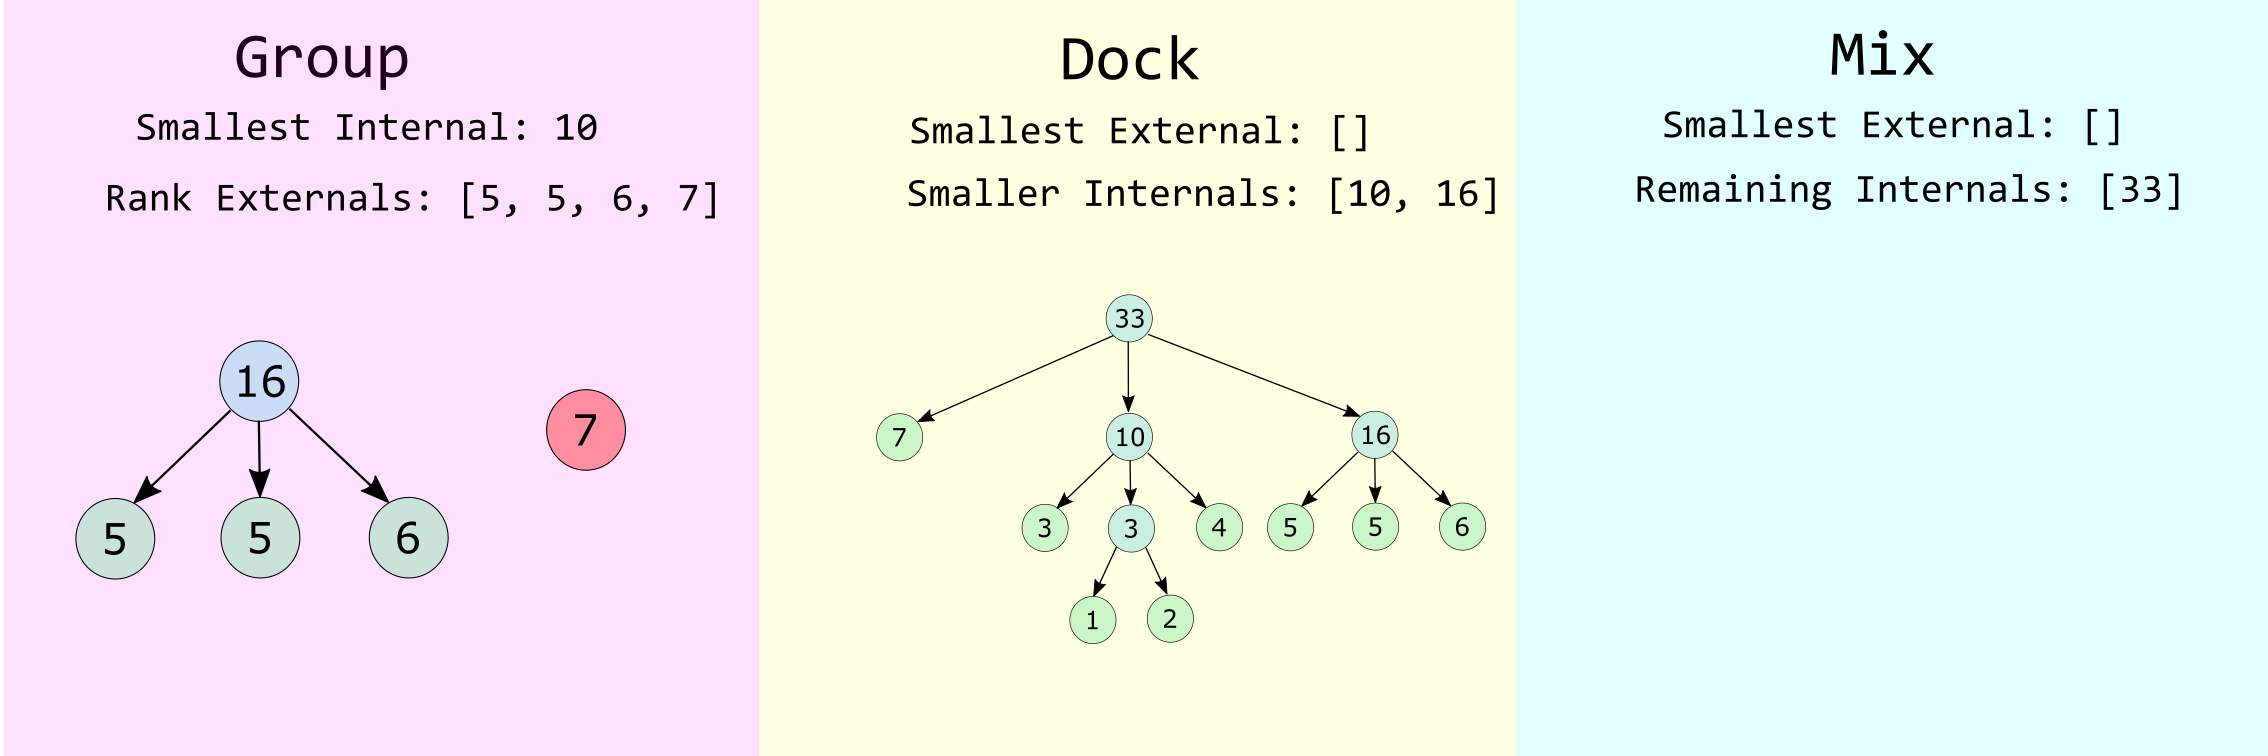 Group
Smallest Internal: 10
Rank Externals: [5, 5, 6, 7]
16
7
5 5 6
Dock
Smallest External: []
Smaller Internals: [10, 16]
33
7 10 16
3 3 4 5 5 6
1 2
Mix
Smallest External: []
Remaining Internals: [33]